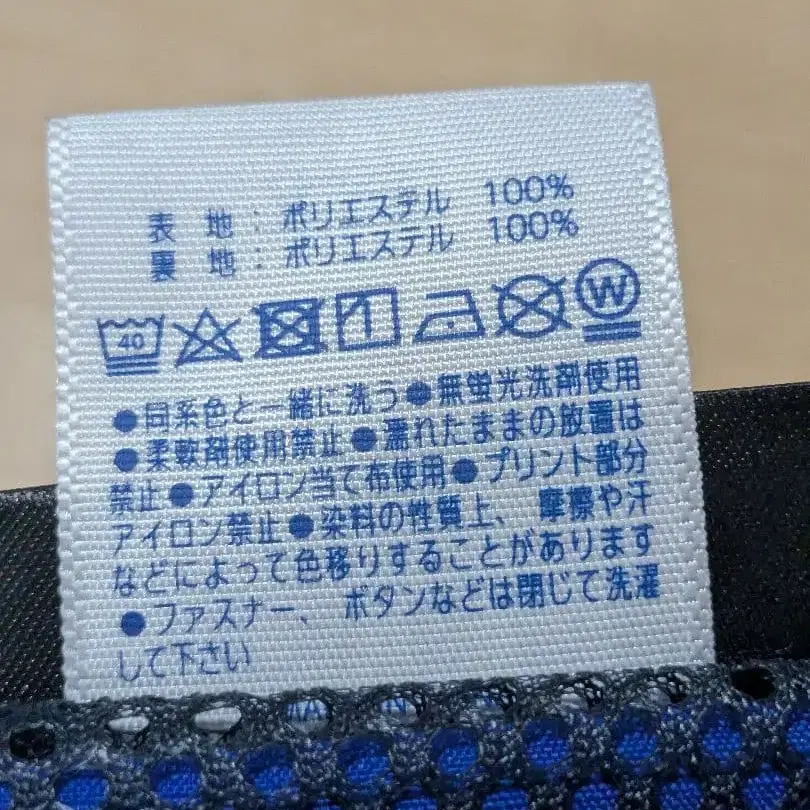 表 地：ポリエステル 100%
裏 地：ポリエステル 100%
40 W
●同系色と一緒に洗う●無蛍光洗剤使用
●柔軟剤使用禁止●濡れたままの放置は
禁止●アイロン当て布使用●プリント部分
アイロン禁止●染料の性質上、摩擦や汗
などによって色移りすることがあります
●ファスナー、ボタンなどは閉じて洗濯
して下さい